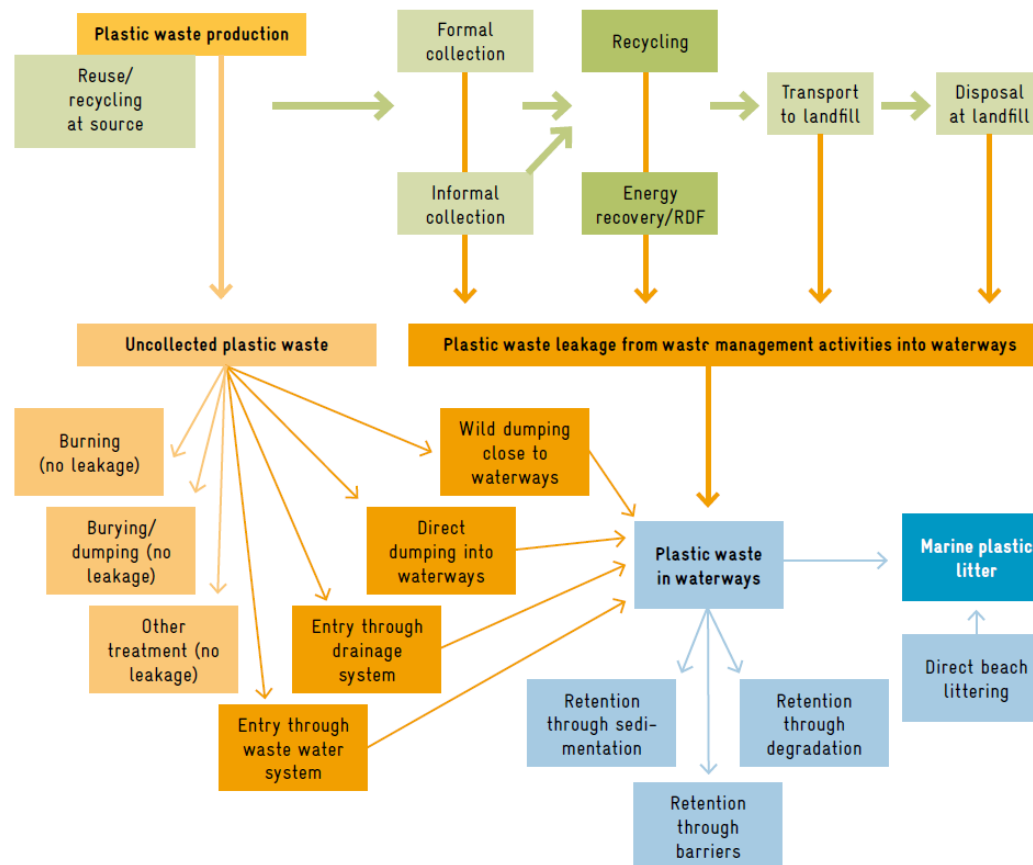 Plastic waste production
Reuse/
recycling
at source
Formal
collection
Recycling
Transport
to landfill
Disposal
at landfill
Informal
collection
Energy
recovery/RDF
Uncollected plastic waste
Plastic waste leakage from wastr management activities into waterways
Burning
(no leakage)
Burying/
dumping (no
leakage)
Other
treatment (no
leakage)
Entry through
waste water
system
Entry through
drainage
system
Direct
dumping into
waterways
Wild dumping
close to
waterways
Plastic waste
in waterways
Marine plastic
litter
Direct beach
littering
Retention
through sedi-
mentation
Retention
through
barriers
Retention
through
degradation